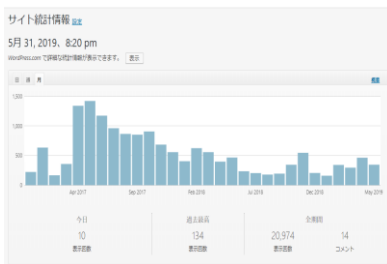 サイト統計情報 設定
5月 31, 2019、8:20 pm
WordPress.com で詳細な統計情報が表示できます。 表示
日 週 月 概要
1,500
1,000
500
0
Apr 2017 Sep 2017 Feb 2018 Jul 2018 Dec 2018 May 2019
今日 過去最高 全期間
10 134 20,974 14
表示回数 表示回数 表示回数 コメント